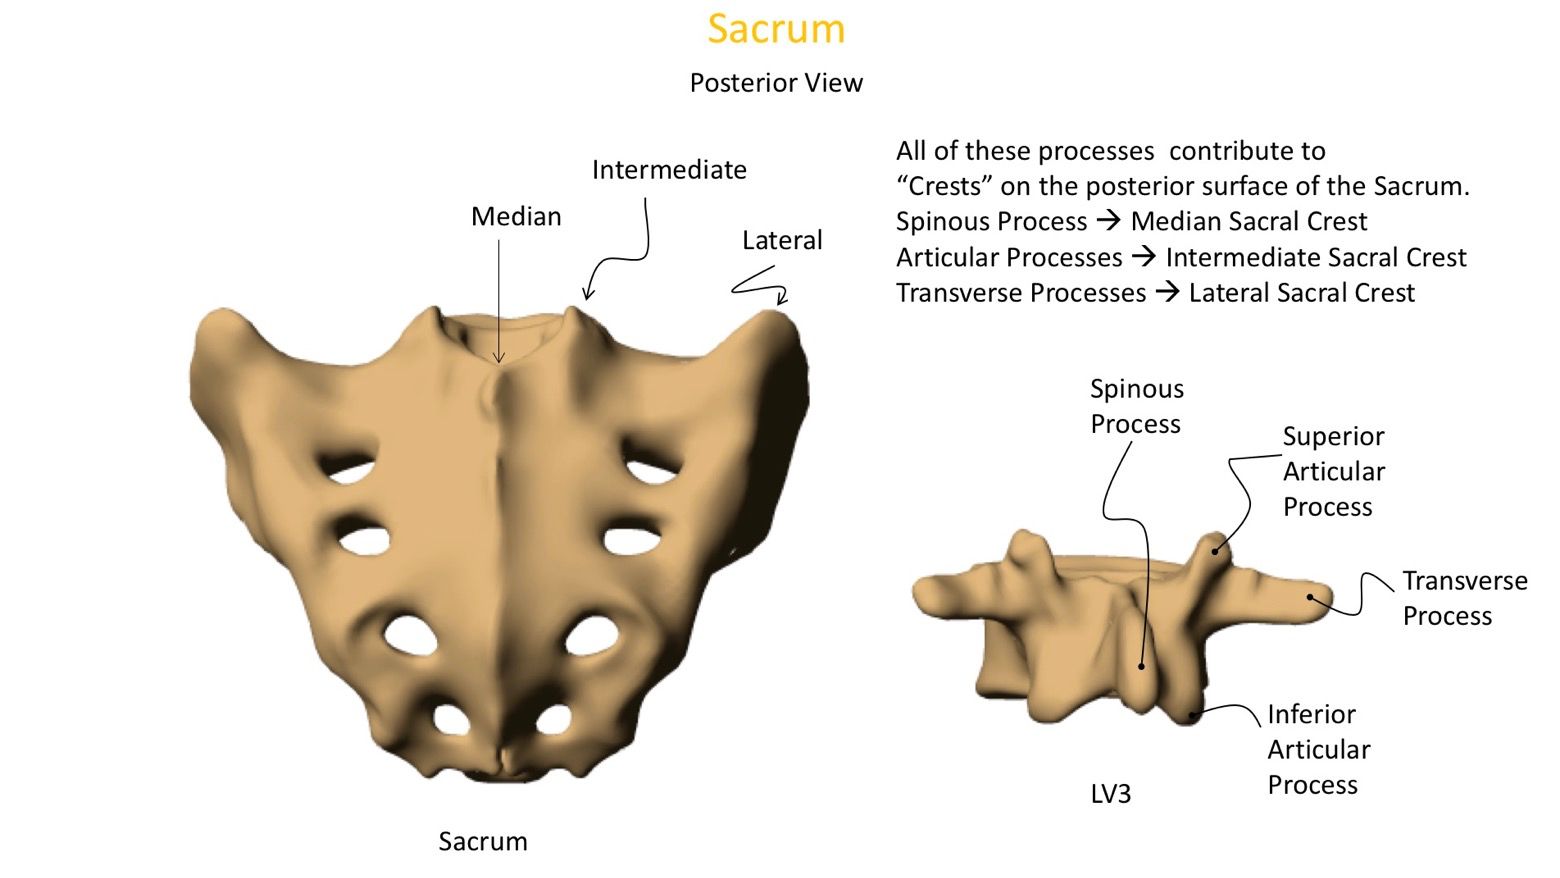 Sacrum
Posterior View
All of these processes  contribute to
“Crests” on the posterior surface of the Sacrum.
Spinous Process → Median Sacral Crest
Articular Processes → Intermediate Sacral Crest
Transverse Processes → Lateral Sacral Crest
Intermediate
Median
Lateral
Sacrum
Spinous
Process
Superior
Articular
Process
Transverse
Process
Inferior
Articular
Process
LV3